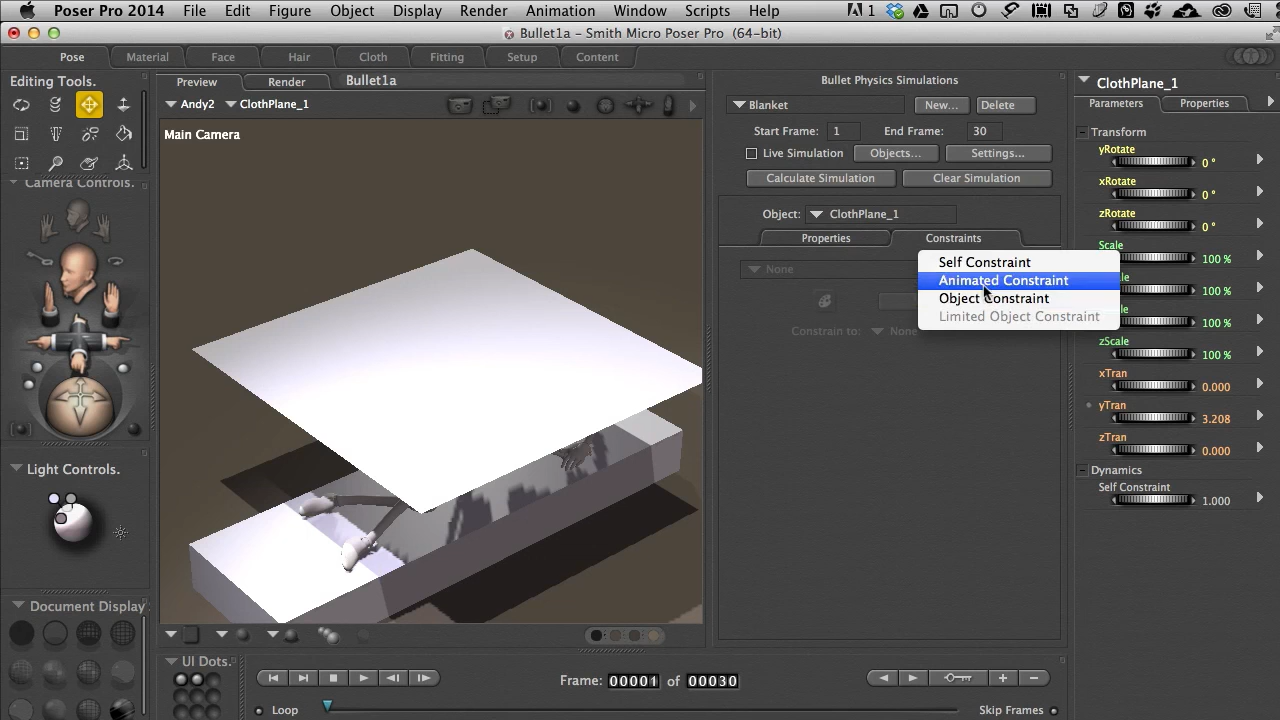 Poser Pro 2014 File Edit Figure Object Display Render Animation Window Scripts Help 1
Bullet1a – Smith Micro Poser Pro (64-bit)
Pose Material Face Hair Cloth Fitting Setup Content
Editing Tools.
Camera Controls.
Light Controls.
Document Display
Preview Render Bullet1a
Andy2 ClothPlane_1
Main Camera
UI Dots.
Frame: 00001 of 00030
Loop
Skip Frames
Bullet Physics Simulations
Blanket New... Delete
Start Frame: 1 End Frame: 30
Live Simulation Objects... Settings...
Calculate Simulation Clear Simulation
Object: ClothPlane_1
Properties Constraints
None
Self Constraint
Animated Constraint
Object Constraint
Limited Object Constraint
Constrain to: None
ClothPlane_1
Parameters Properties
Transform
yRotate
0 °
xRotate
0 °
zRotate
0 °
Scale
100 %
100 %
100 %
zScale
100 %
xTran
0.000
yTran
3.208
zTran
0.000
Dynamics
Self Constraint
1.000